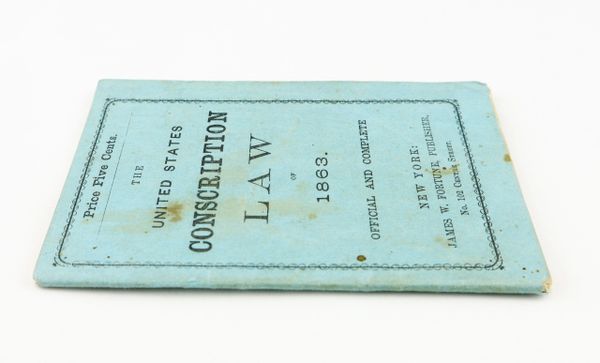 Price Five Cents.
THE
UNITED STATES
CONSCRIPTION
LAW
OF
1863.
OFFICIAL AND COMPLETE
NEW YORK:
JAMES W. FORTUNE, PUBLISHER,
No. 102 Centre Street.